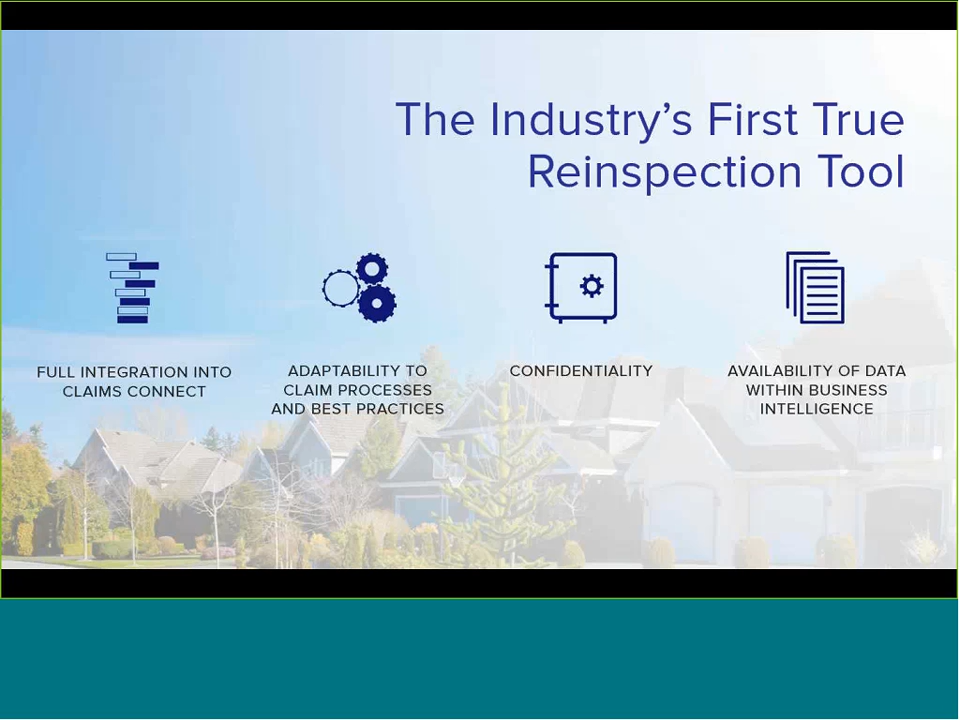 The Industry's First True
Reinspection Tool
FULL INTEGRATION INTO
CLAIMS CONNECT
ADAPTABILITY TO
CLAIM PROCESSES
AND BEST PRACTICES
CONFIDENTIALITY
AVAILABILITY OF DATA
WITHIN BUSINESS
INTELLIGENCE